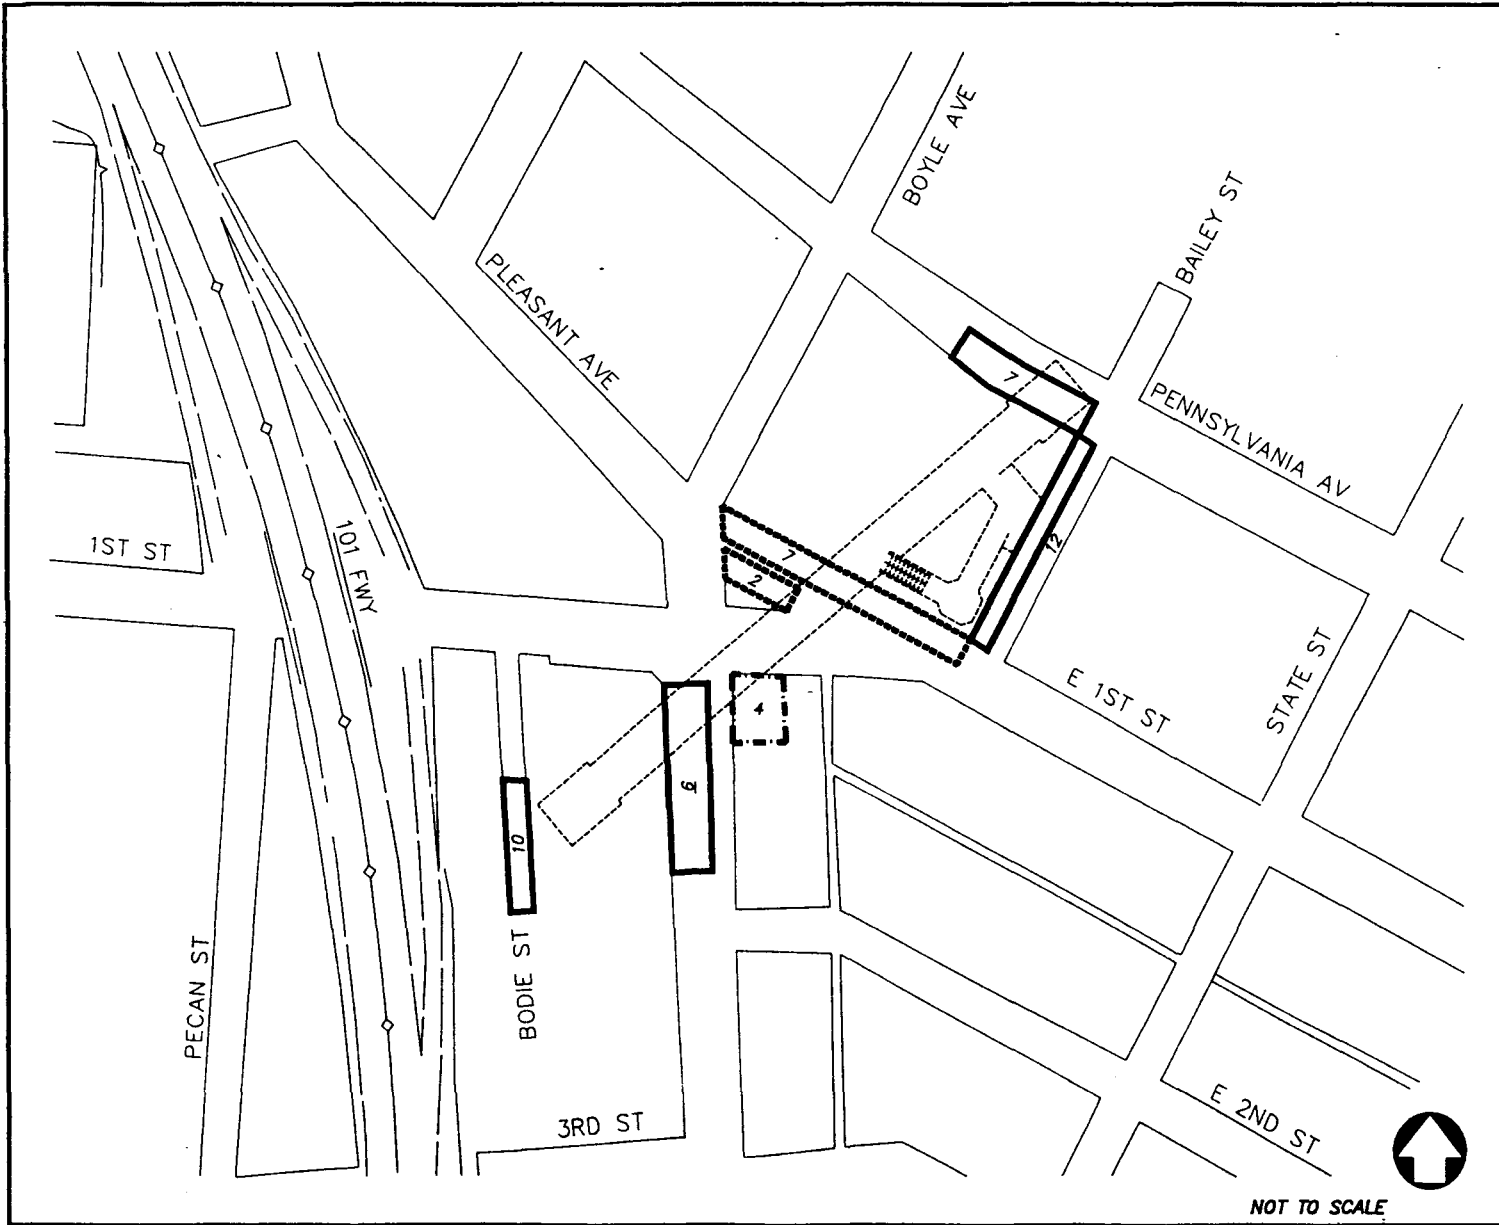 BOYLE AVE
BAILEY ST
PLEASANT AVE
7
PENNSYLVANIA AV
1ST ST
101 FWY
7
12
2
E 1ST ST
STATE ST
4
6
10
PECAN ST
BODIE ST
3RD ST
E 2ND ST
NOT TO SCALE